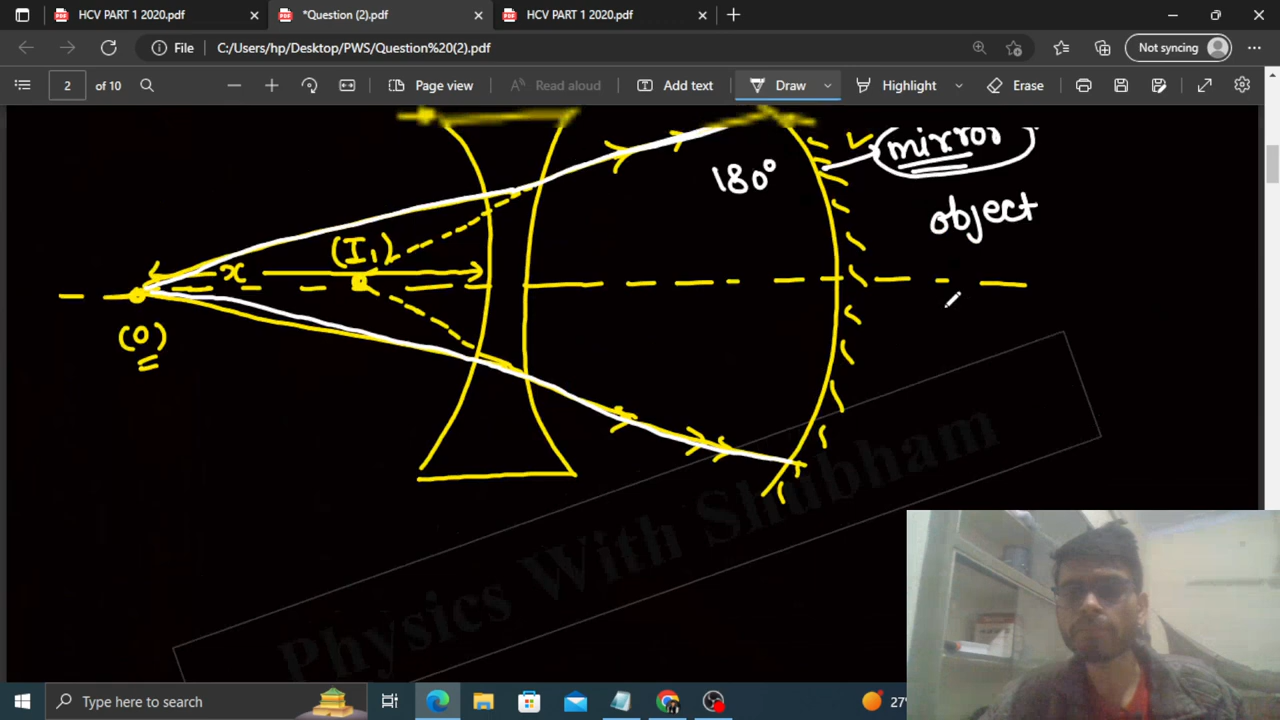 HCV PART 1 2020.pdf
*Question (2).pdf
HCV PART 1 2020.pdf
File
C:/Users/hp/Desktop/PWS/Question%20(2).pdf
Not syncing
2 of 10
Page view
Read aloud
Add text
Draw
Highlight
Erase
mirror
180°
object
(I₁)
x
(O)
Physics With Shubham
Type here to search
27°